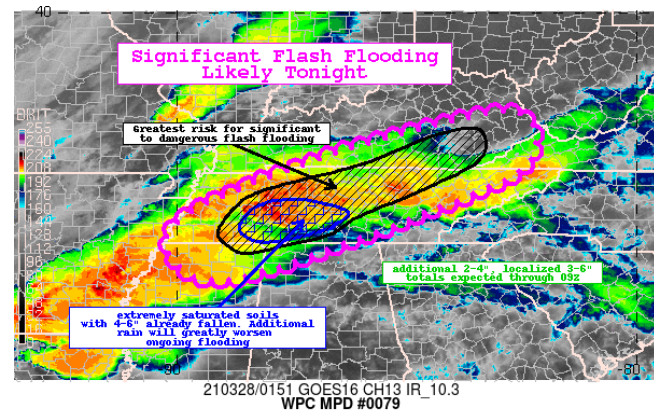 40
Significant Flash Flooding
Likely Tonight
Greatest risk for significant
to dangerous flash flooding
BRIT
additional 2-4", localized 3-6"
totals expected through 09z
extremely saturated soils
with 4-6" already fallen. Additional
rain will greatly worsen
ongoing flooding
-80
210328/0151 GOES16 CH13 IR_10.3
WPC MPD #0079